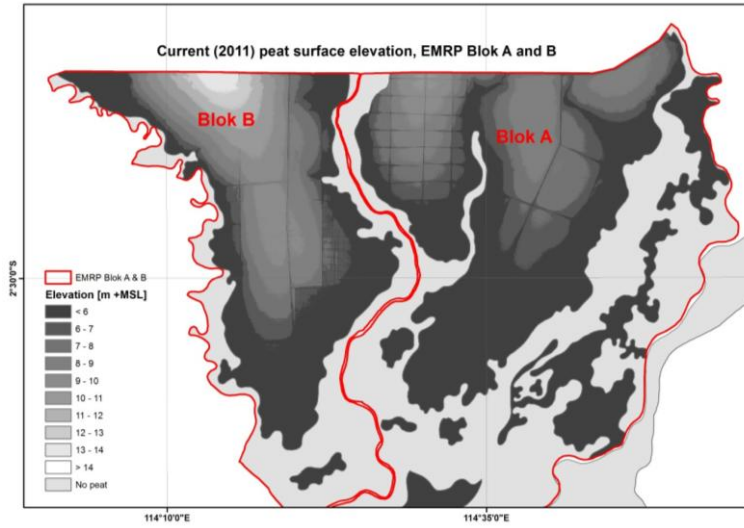 Current (2011) peat surface elevation, EMRP Blok A and B
Blok B
Blok A
2°30'0"S
EMRP Blok A & B
Elevation [m +MSL]
< 6
6 - 7
7 - 8
8 - 9
9 - 10
10 - 11
11 - 12
12 - 13
13 - 14
> 14
No peat
114°10'0"E
114°35'0"E